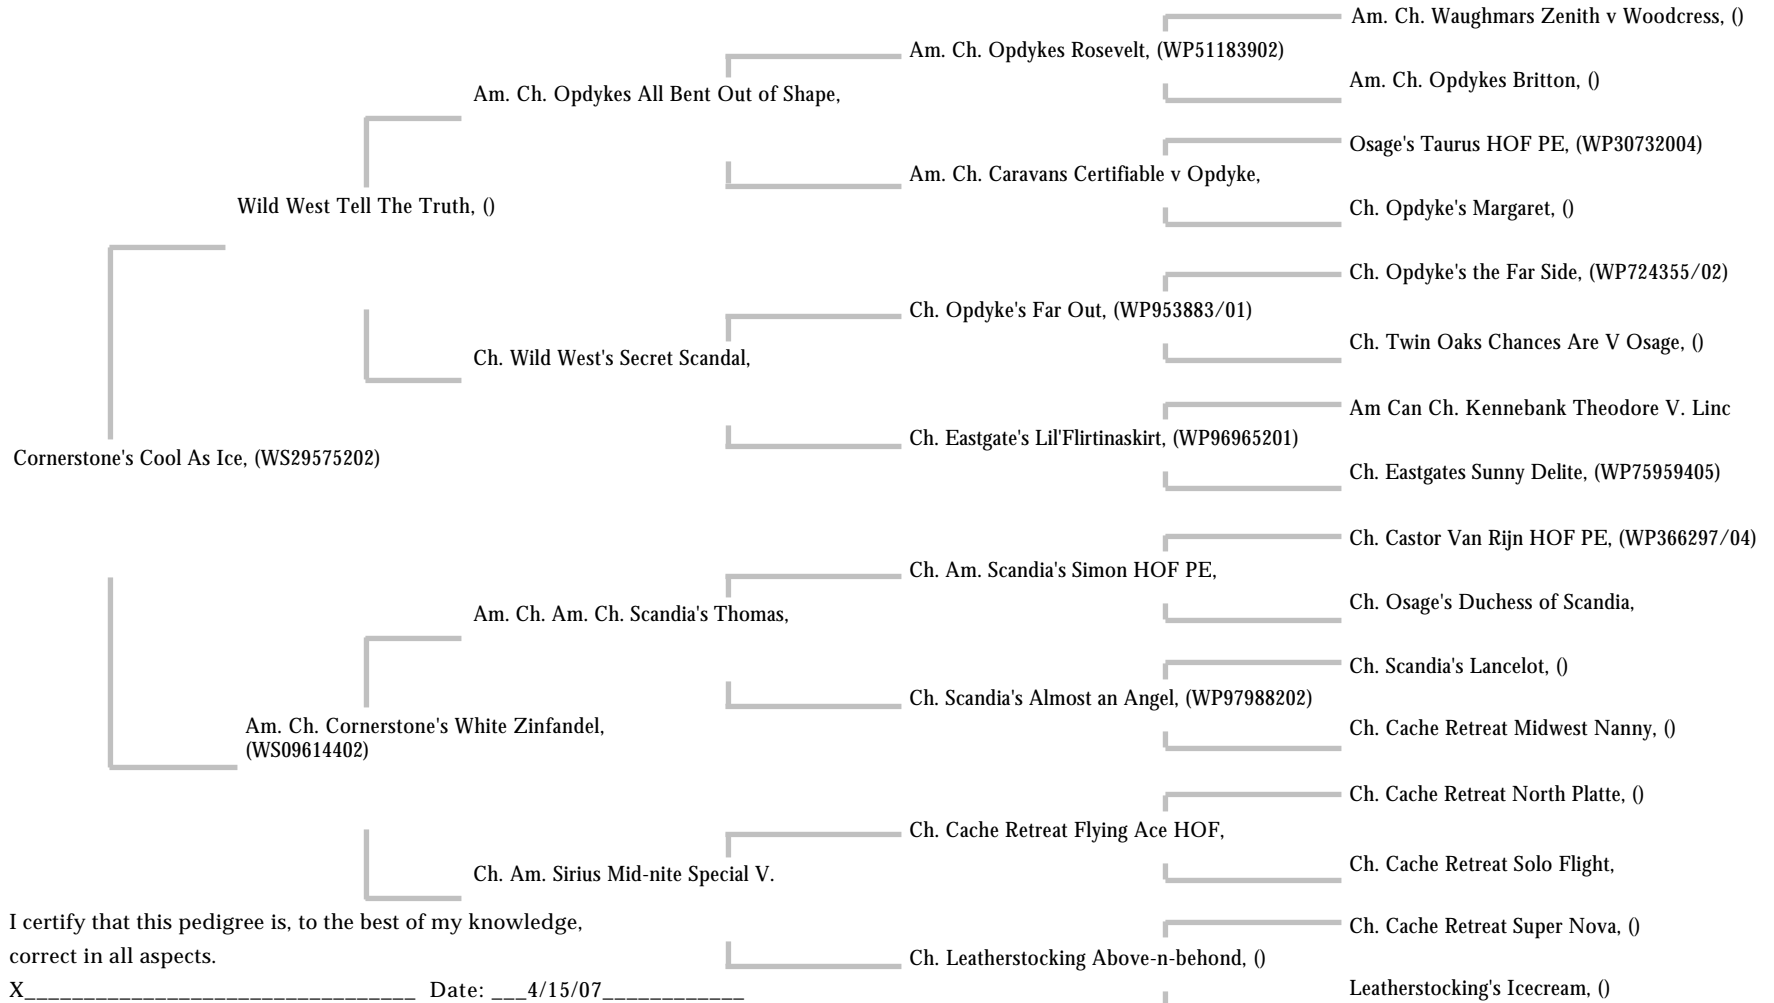 Am. Ch. Waughmars Zenith v Woodcress, ()
Am. Ch. Opdykes Rosevelt, (WP51183902)
Am. Ch. Opdykes Britton, ()
Am. Ch. Opdykes All Bent Out of Shape,
Osage's Taurus HOF PE, (WP30732004)
Am. Ch. Caravans Certifiable v Opdyke,
Ch. Opdyke's Margaret, ()
Wild West Tell The Truth, ()
Ch. Opdyke's the Far Side, (WP724355/02)
Ch. Opdyke's Far Out, (WP953883/01)
Ch. Twin Oaks Chances Are V Osage, ()
Ch. Wild West's Secret Scandal,
Am Can Ch. Kennebank Theodore V. Linc
Ch. Eastgate's Lil'Flirtinaskirt, (WP96965201)
Ch. Eastgates Sunny Delite, (WP75959405)
Cornerstone's Cool As Ice, (WS29575202)
Ch. Castor Van Rijn HOF PE, (WP366297/04)
Ch. Am. Scandia's Simon HOF PE,
Ch. Osage's Duchess of Scandia,
Am. Ch. Am. Ch. Scandia's Thomas,
Ch. Scandia's Lancelot, ()
Ch. Scandia's Almost an Angel, (WP97988202)
Ch. Cache Retreat Midwest Nanny, ()
Am. Ch. Cornerstone's White Zinfandel,
(WS09614402)
Ch. Cache Retreat North Platte, ()
Ch. Cache Retreat Flying Ace HOF,
Ch. Cache Retreat Solo Flight,
Ch. Am. Sirius Mid-nite Special V.
Ch. Cache Retreat Super Nova, ()
Ch. Leatherstocking Above-n-behond, ()
Leatherstocking's Icecream, ()
I certify that this pedigree is, to the best of my knowledge,
correct in all aspects.
X_________________________________ Date: ___4/15/07____________